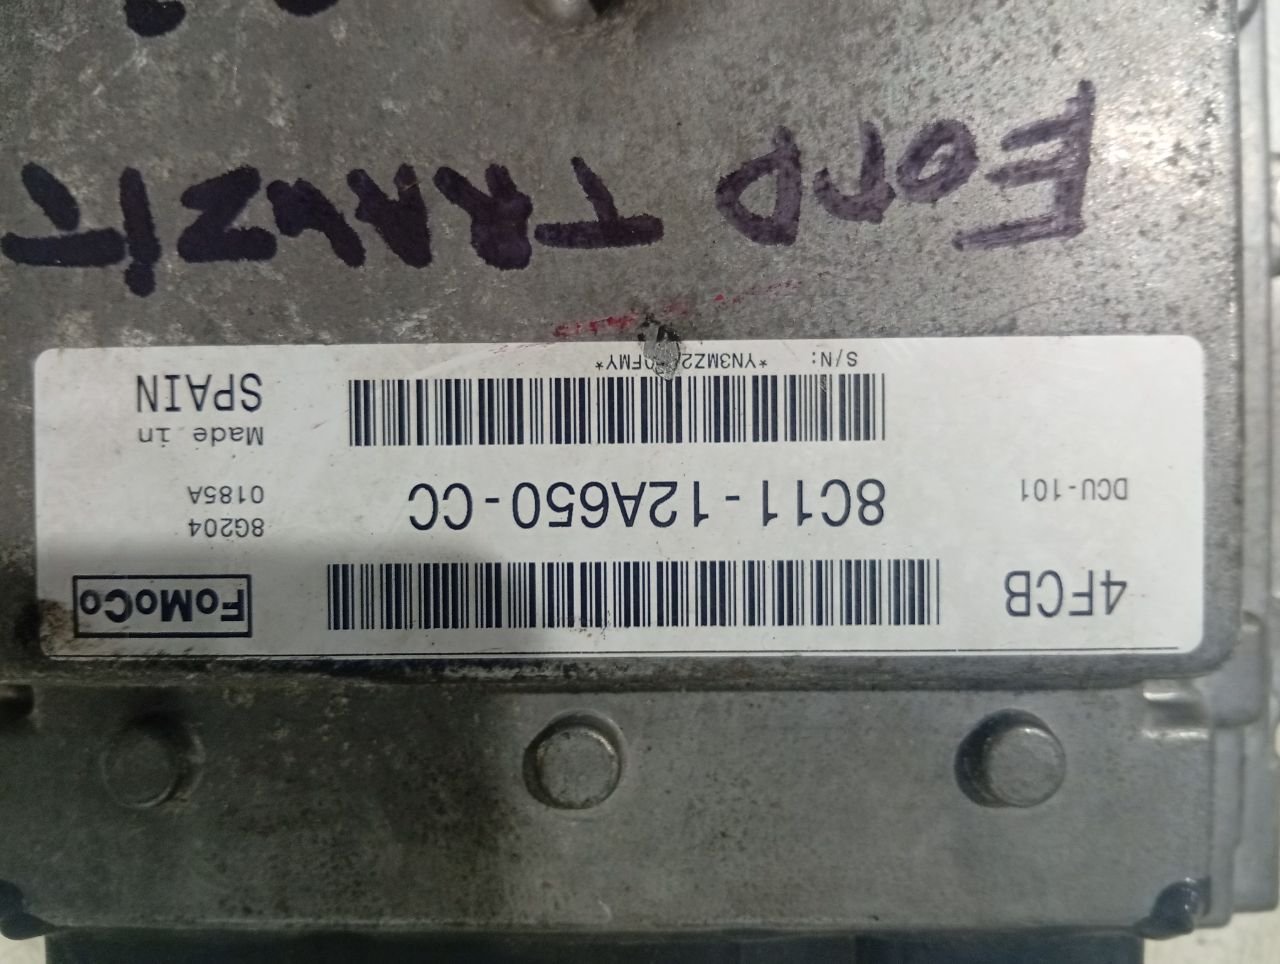 FoMoCo
4FCB
8G204
0185A
8C11-12A650-CC
DCU-101
Made in
SPAIN
S/N:
FORD TRANZIT